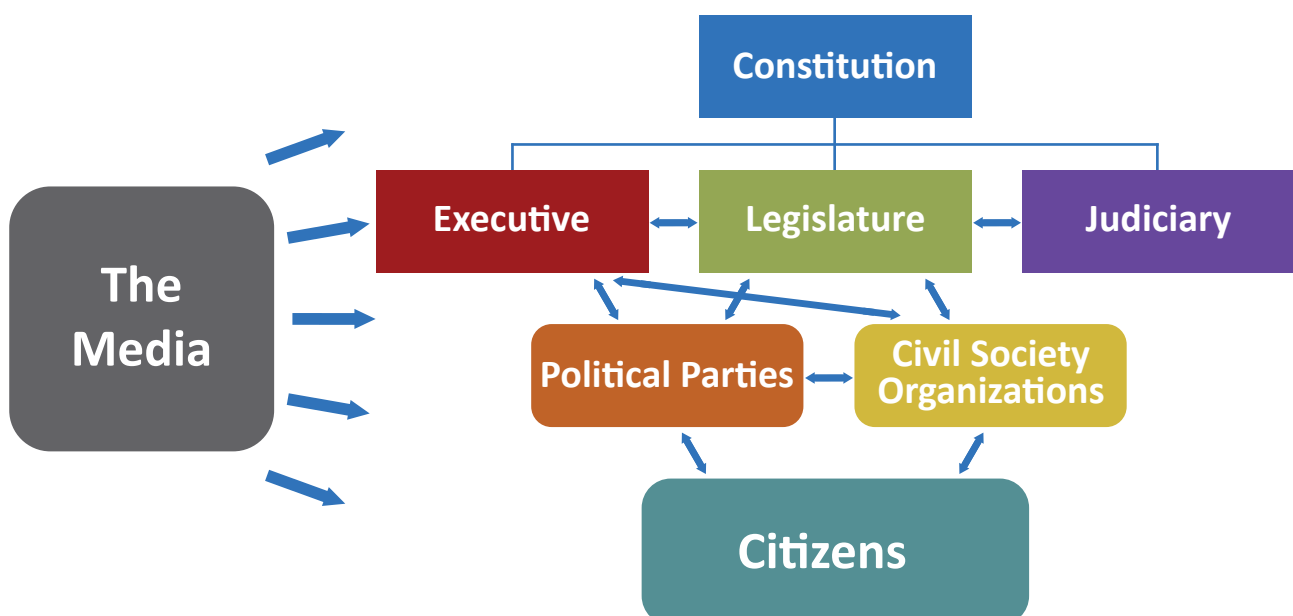 Constitution
Executive
Legislature
Judiciary
The
Media
Political Parties
Civil Society
Organizations
Citizens